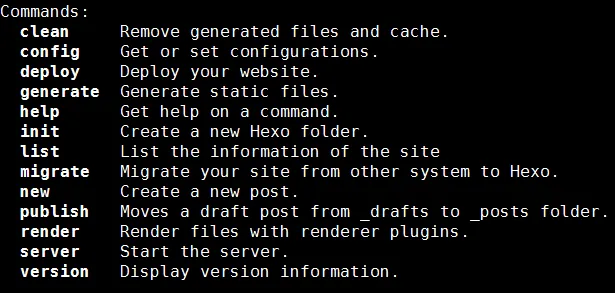 Commands:
clean Remove generated files and cache.
config Get or set configurations.
deploy Deploy your website.
generate Generate static files.
help Get help on a command.
init Create a new Hexo folder.
list List the information of the site
migrate Migrate your site from other system to Hexo.
new Create a new post.
publish Moves a draft post from _drafts to _posts folder.
render Render files with renderer plugins.
server Start the server.
version Display version information.